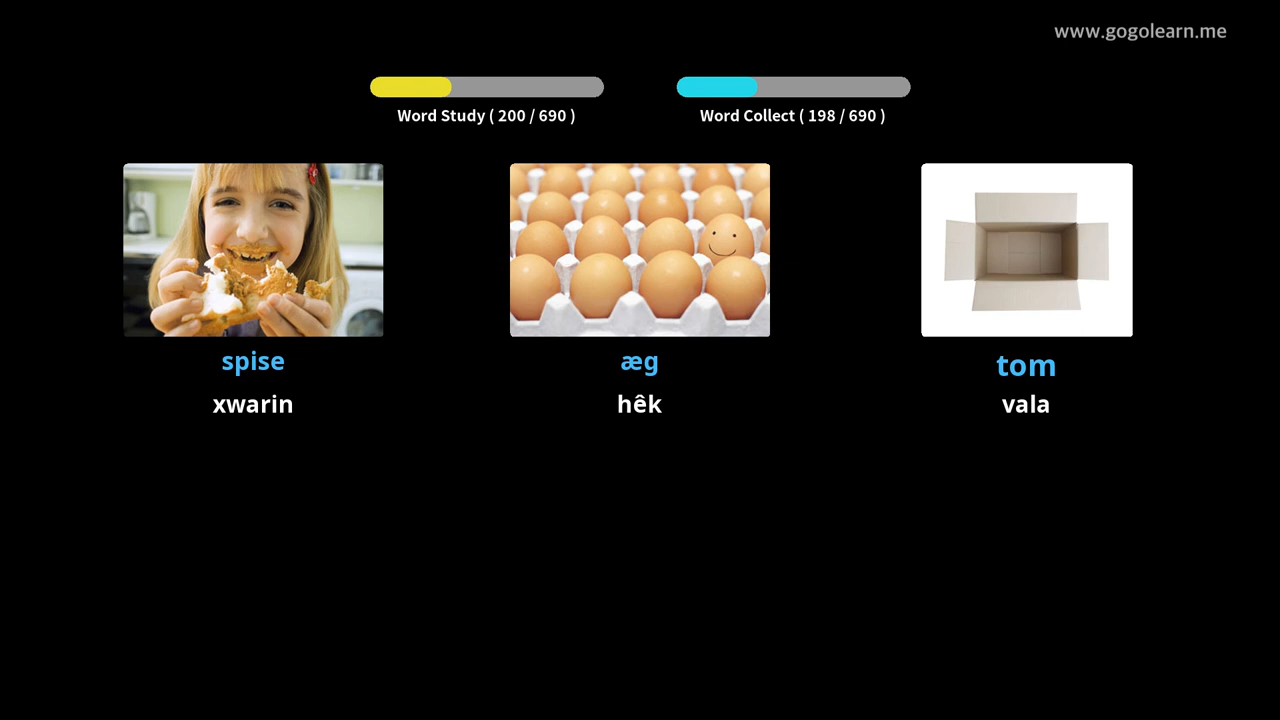 www.gogolearn.me
Word Study ( 200 / 690 )
Word Collect ( 198 / 690 )
spise
æg
tom
xwarin
hêk
vala